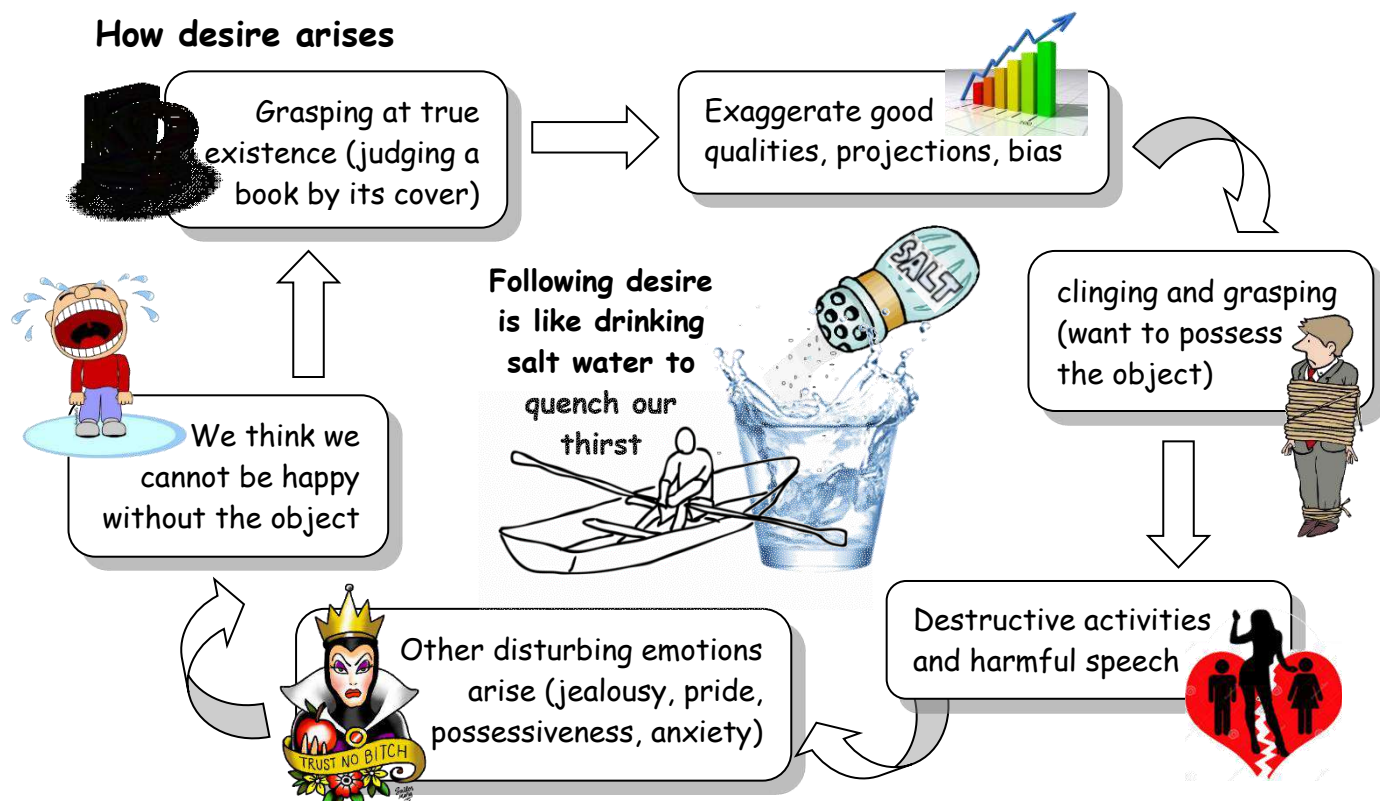 How desire arises
Grasping at true
existence (judging a
book by its cover)
Exaggerate good
qualities, projections, bias
clinging and grasping
(want to possess
the object)
Destructive activities
and harmful speech
Other disturbing emotions
arise (jealousy, pride,
possessiveness, anxiety)
TRUST NO BITCH
We think we
cannot be happy
without the object
Following desire
is like drinking
salt water to
quench our
thirst
SALT